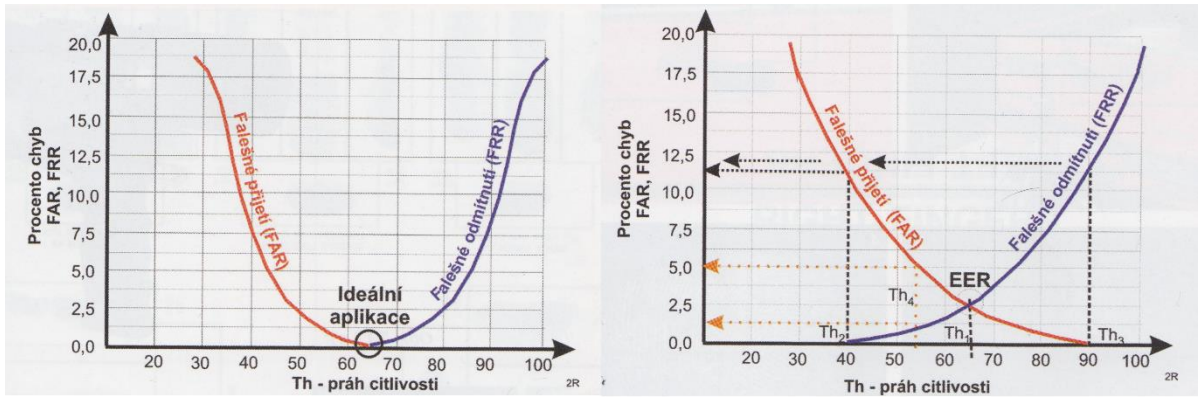 Procento chyb
FAR, FRR
20,0
17,5
15,0
12,5
10,0
7,5
5,0
2,5
0,0
Falešné přijetí (FAR)
Falešné odmítnutí (FRR)
Ideální
aplikace
20 30 40 50 60 70 80 90 100
Th - práh citlivosti
2R
Procento chyb
FAR, FRR
20,0
17,5
15,0
12,5
10,0
7,5
5,0
2,5
0,0
Falešné přijetí (FAR)
Falešné odmítnutí (FRR)
EER
Th4
Th2
Th1
Th3
20 30 40 50 60 70 80 90 100
Th - práh citlivosti
2R